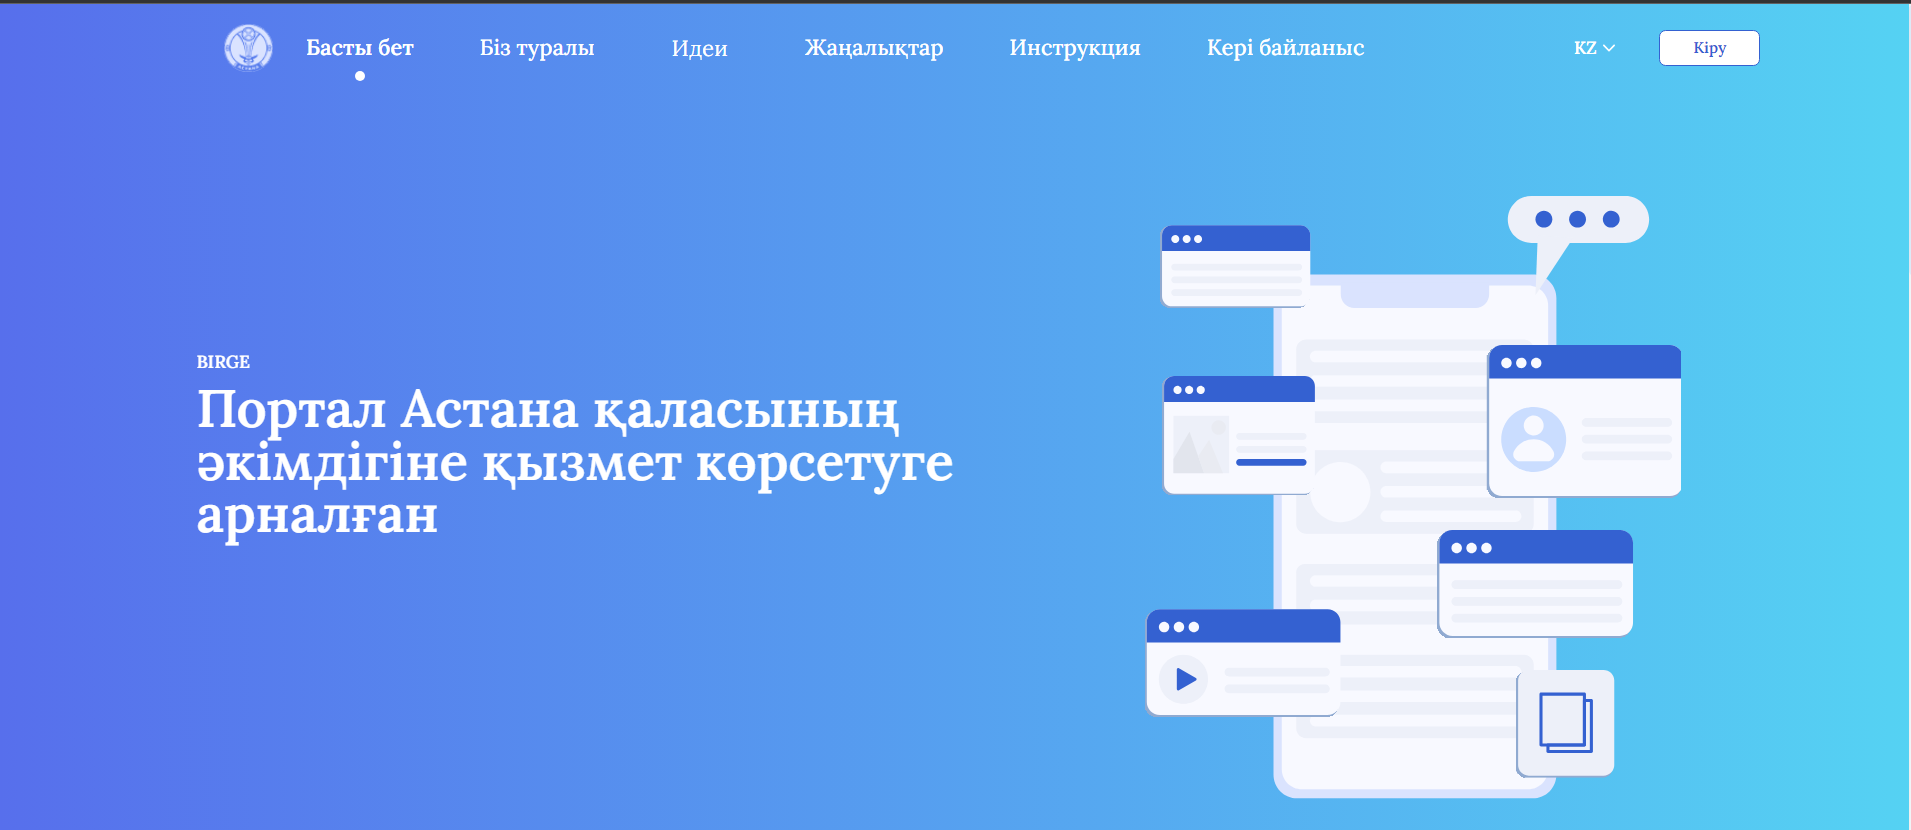 Басты бет
Біз туралы
Идеи
Жаңалықтар
Инструкция
Кері байланыс
KZ
Кіру
BIRGE
Портал Астана қаласының
әкімдігіне қызмет көрсетуге
арналған